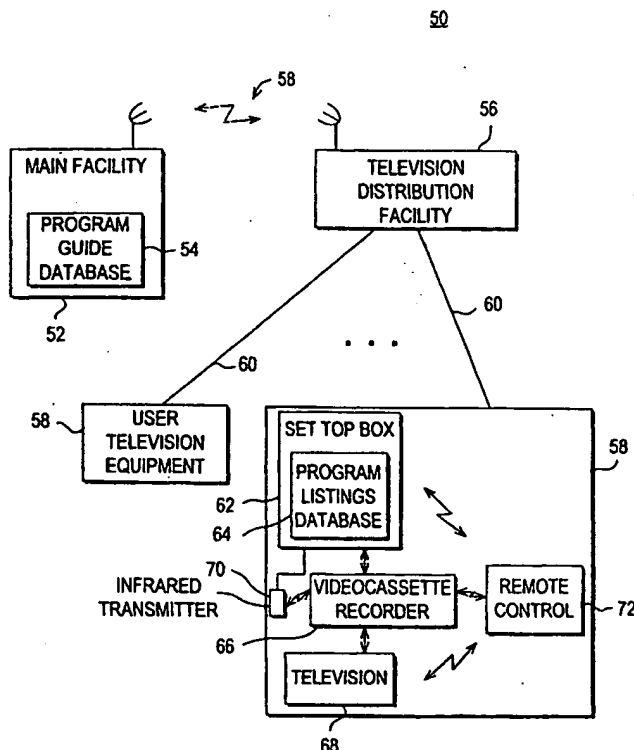 50
58
56
MAIN FACILITY
PROGRAM
GUIDE
DATABASE
54
52
TELEVISION
DISTRIBUTION
FACILITY
60
60
58
USER
TELEVISION
EQUIPMENT
SET TOP BOX
58
62
64
PROGRAM
LISTINGS
DATABASE
70
INFRARED
TRANSMITTER
VIDEOCASSETTE
RECORDER
66
REMOTE
CONTROL
72
TELEVISION
68